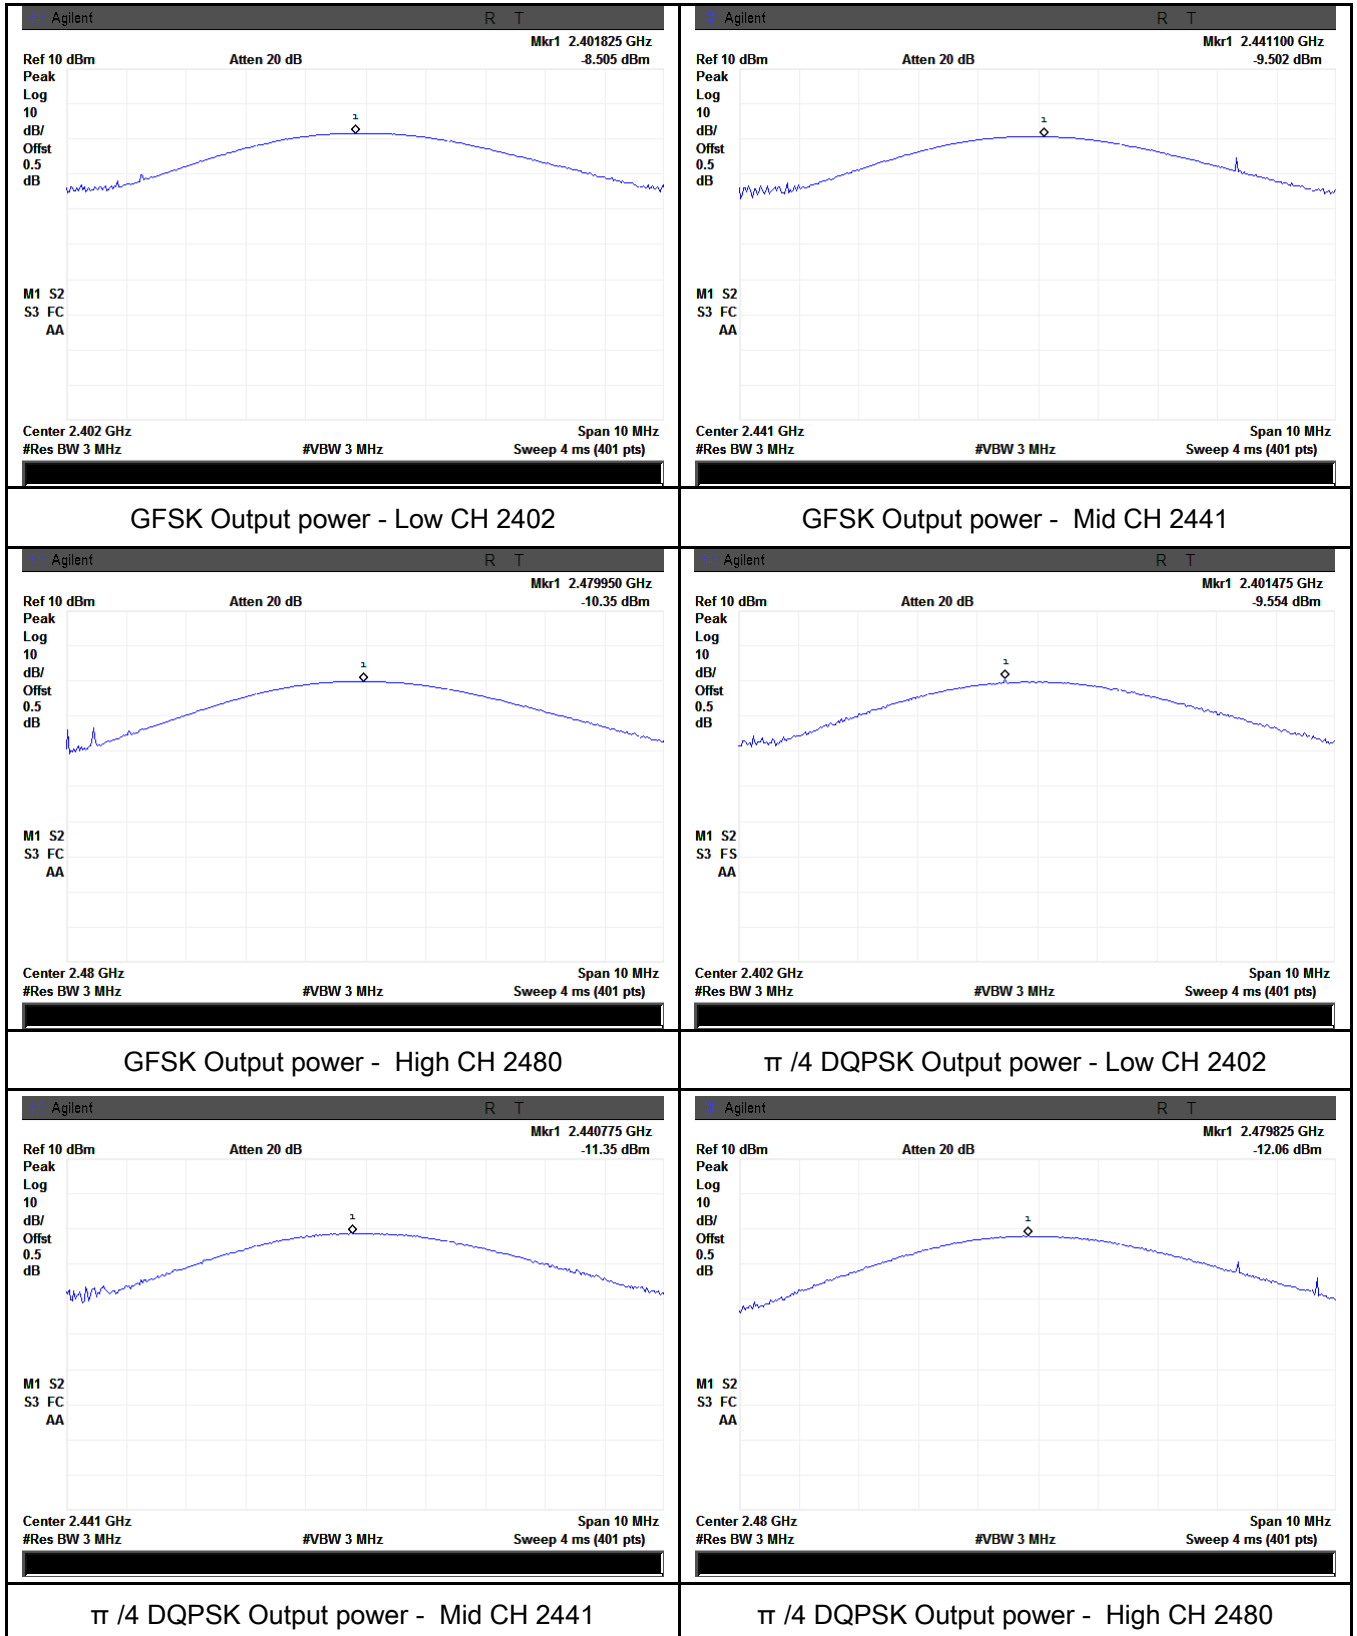 Agilent R T
Mkr1 2.401825 GHz
Ref 10 dBm Atten 20 dB -8.505 dBm
Peak
Log
10
dB/
Offst
0.5
dB
1
M1 S2
S3 FC
AA
Center 2.402 GHz Span 10 MHz
#Res BW 3 MHz #VBW 3 MHz Sweep 4 ms (401 pts)
GFSK Output power - Low CH 2402
Agilent R T
Mkr1 2.441100 GHz
Ref 10 dBm Atten 20 dB -9.502 dBm
Peak
Log
10
dB/
Offst
0.5
dB
1
M1 S2
S3 FC
AA
Center 2.441 GHz Span 10 MHz
#Res BW 3 MHz #VBW 3 MHz Sweep 4 ms (401 pts)
GFSK Output power - Mid CH 2441
Agilent R T
Mkr1 2.479950 GHz
Ref 10 dBm Atten 20 dB -10.35 dBm
Peak
Log
10
dB/
Offst
0.5
dB
1
M1 S2
S3 FC
AA
Center 2.48 GHz Span 10 MHz
#Res BW 3 MHz #VBW 3 MHz Sweep 4 ms (401 pts)
GFSK Output power - High CH 2480
Agilent R T
Mkr1 2.401475 GHz
Ref 10 dBm Atten 20 dB -9.554 dBm
Peak
Log
10
dB/
Offst
0.5
dB
1
M1 S2
S3 FS
AA
Center 2.402 GHz Span 10 MHz
#Res BW 3 MHz #VBW 3 MHz Sweep 4 ms (401 pts)
π /4 DQPSK Output power - Low CH 2402
Agilent R T
Mkr1 2.440775 GHz
Ref 10 dBm Atten 20 dB -11.35 dBm
Peak
Log
10
dB/
Offst
0.5
dB
1
M1 S2
S3 FC
AA
Center 2.441 GHz Span 10 MHz
#Res BW 3 MHz #VBW 3 MHz Sweep 4 ms (401 pts)
π /4 DQPSK Output power - Mid CH 2441
Agilent R T
Mkr1 2.479825 GHz
Ref 10 dBm Atten 20 dB -12.06 dBm
Peak
Log
10
dB/
Offst
0.5
dB
1
M1 S2
S3 FC
AA
Center 2.48 GHz Span 10 MHz
#Res BW 3 MHz #VBW 3 MHz Sweep 4 ms (401 pts)
π /4 DQPSK Output power - High CH 2480